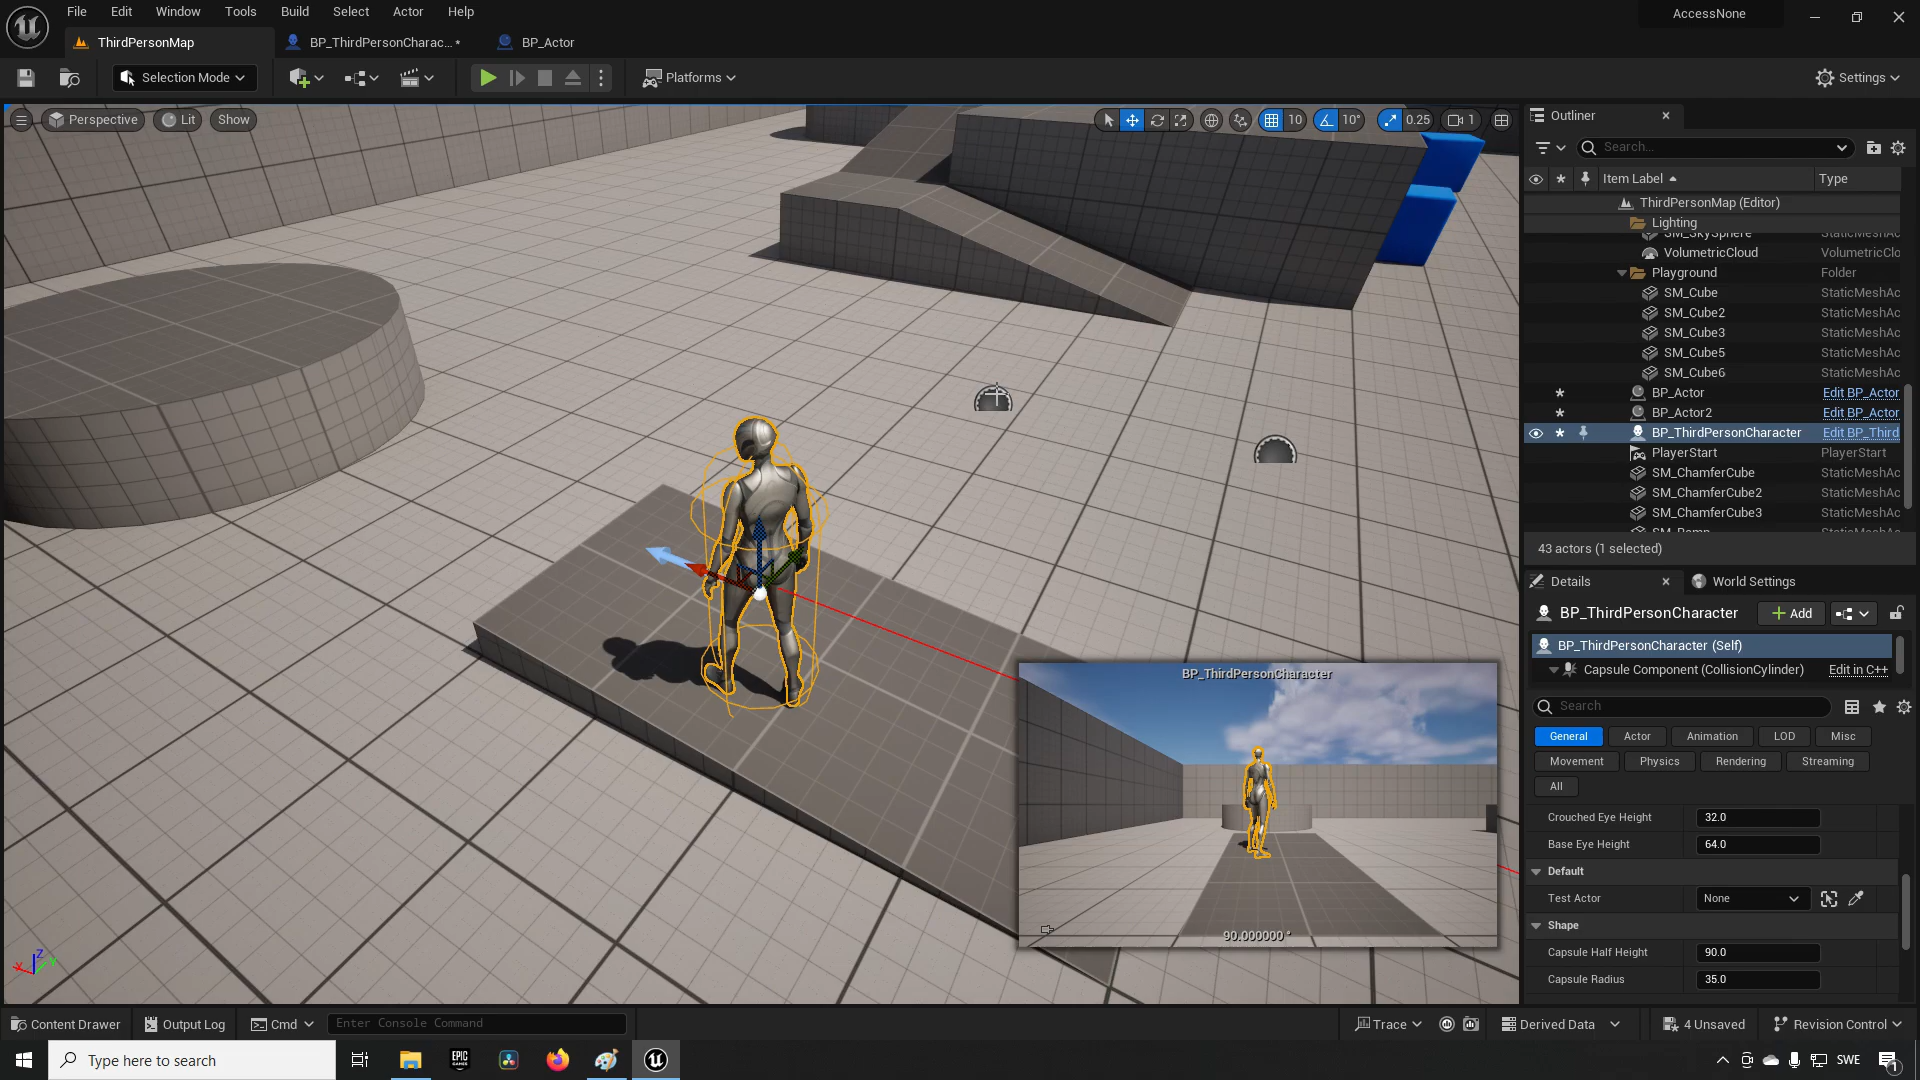 File Edit Window Tools Build Select Actor Help
AccessNone
ThirdPersonMap
BP_ThirdPersonCharac... *
BP_Actor
Selection Mode
Platforms
Settings
Perspective
Lit
Show
10
10°
0.25
1
Outliner
Search...
Item Label
Type
ThirdPersonMap (Editor)
Lighting
SM_SkySphere StaticMeshAc
VolumetricCloud VolumetricClo
Playground Folder
SM_Cube StaticMeshAc
SM_Cube2 StaticMeshAc
SM_Cube3 StaticMeshAc
SM_Cube5 StaticMeshAc
SM_Cube6 StaticMeshAc
BP_Actor Edit BP_Actor
BP_Actor2 Edit BP_Actor
BP_ThirdPersonCharacter Edit BP_Third
PlayerStart PlayerStart
SM_ChamferCube StaticMeshAc
SM_ChamferCube2 StaticMeshAc
SM_ChamferCube3 StaticMeshAc
SM_Ramp StaticMeshAc
43 actors (1 selected)
Details
World Settings
BP_ThirdPersonCharacter
Add
BP_ThirdPersonCharacter (Self)
Capsule Component (CollisionCylinder) Edit in C++
Search
General Actor Animation LOD Misc
Movement Physics Rendering Streaming
All
Crouched Eye Height 32.0
Base Eye Height 64.0
Default
Test Actor None
Shape
Capsule Half Height 90.0
Capsule Radius 35.0
BP_ThirdPersonCharacter
90.000000 °
X
Y
Z
Content Drawer
Output Log
Cmd
Enter Console Command
Trace
Derived Data
4 Unsaved
Revision Control
Type here to search
EPIC
GAMES
SWE
1